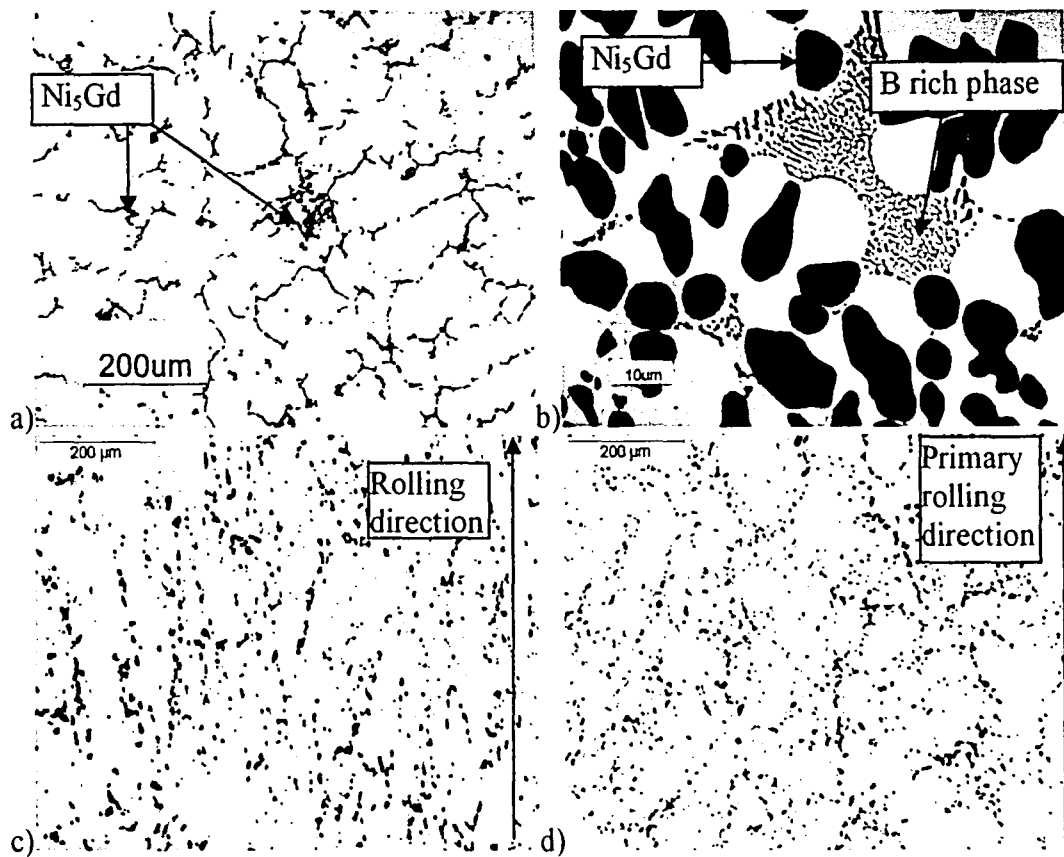 Ni₅Gd
200um
a)
Ni₅Gd
B rich phase
10um
b)
200 µm
Rolling
direction
c)
200 µm
Primary
rolling
direction
d)